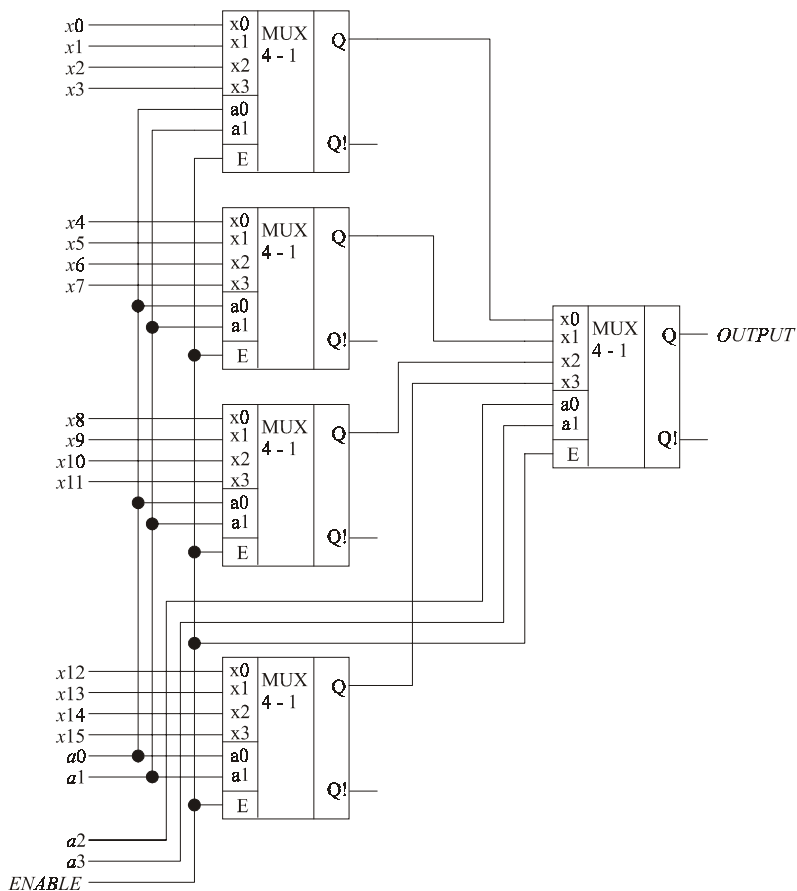 x0 x0 MUX Q
x1 x1 4 - 1
x2 x2
x3 x3
a0
a1 Q!
E
x4 x0 MUX Q
x5 x1 4 - 1
x6 x2
x7 x3
a0
a1 Q!
E
x0 MUX Q OUTPUT
x1 4 - 1
x2
x3
a0
a1 Q!
E
x8 x0 MUX Q
x9 x1 4 - 1
x10 x2
x11 x3
a0
a1 Q!
E
x12 x0 MUX Q
x13 x1 4 - 1
x14 x2
x15 x3
a0 a0
a1 a1 Q!
E
a2
a3
ENABLE